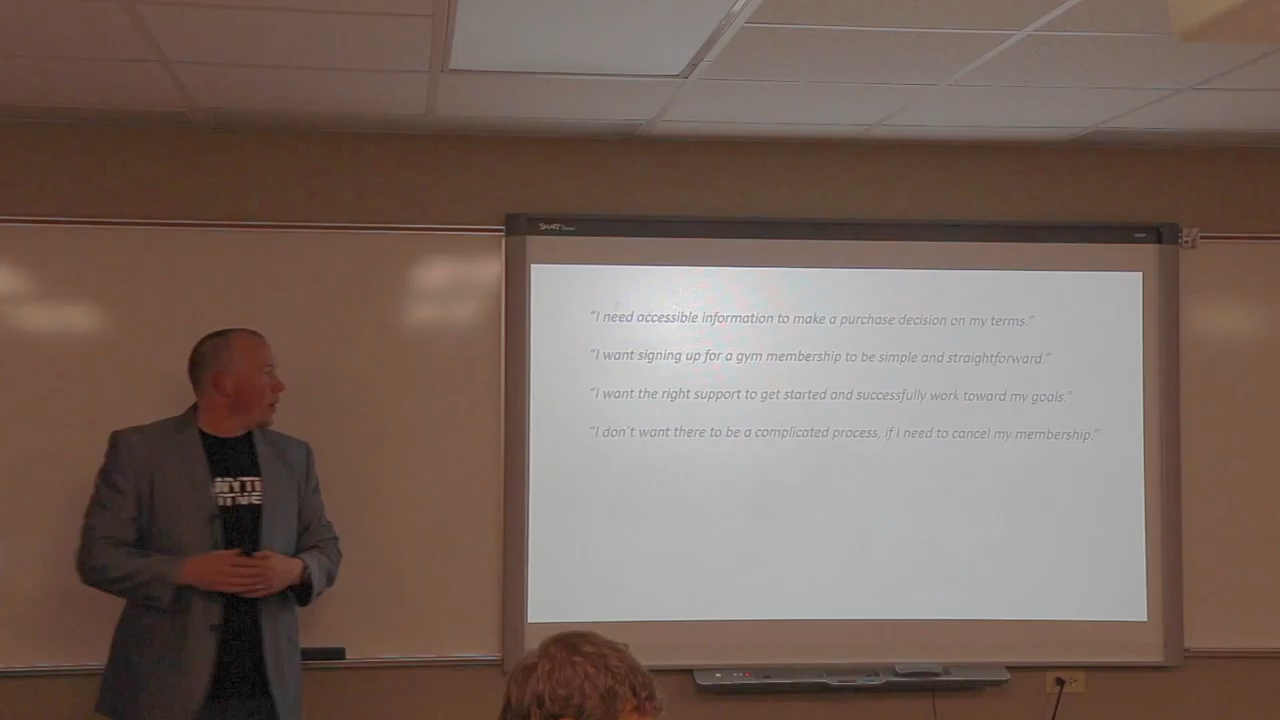 SMART
"I need accessible information to make a purchase decision on my terms."
"I want signing up for a gym membership to be simple and straightforward."
"I want the right support to get started and successfully work toward my goals."
"I don't want there to be a complicated process, if I need to cancel my membership."